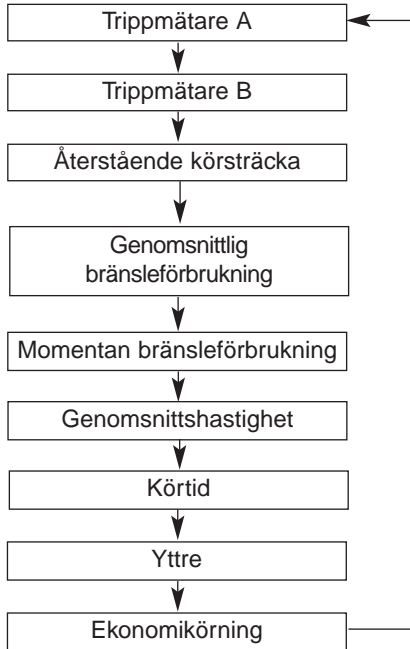 Trippmätare A
Trippmätare B
Återstående körsträcka
Genomsnittlig
bränsleförbrukning
Momentan bränsleförbrukning
Genomsnittshastighet
Körtid
Yttre
Ekonomikörning